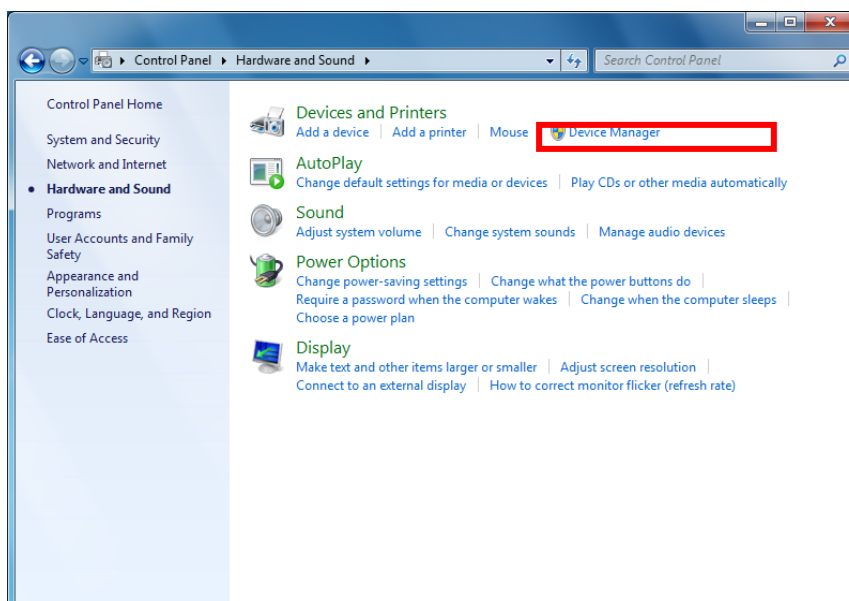 Control Panel Hardware and Sound
Search Control Panel
Control Panel Home
System and Security
Network and Internet
Hardware and Sound
Programs
User Accounts and Family
Safety
Appearance and
Personalization
Clock, Language, and Region
Ease of Access
Devices and Printers
Add a device Add a printer Mouse Device Manager
AutoPlay
Change default settings for media or devices Play CDs or other media automatically
Sound
Adjust system volume Change system sounds Manage audio devices
Power Options
Change power-saving settings Change what the power buttons do
Require a password when the computer wakes Change when the computer sleeps
Choose a power plan
Display
Make text and other items larger or smaller Adjust screen resolution
Connect to an external display How to correct monitor flicker (refresh rate)